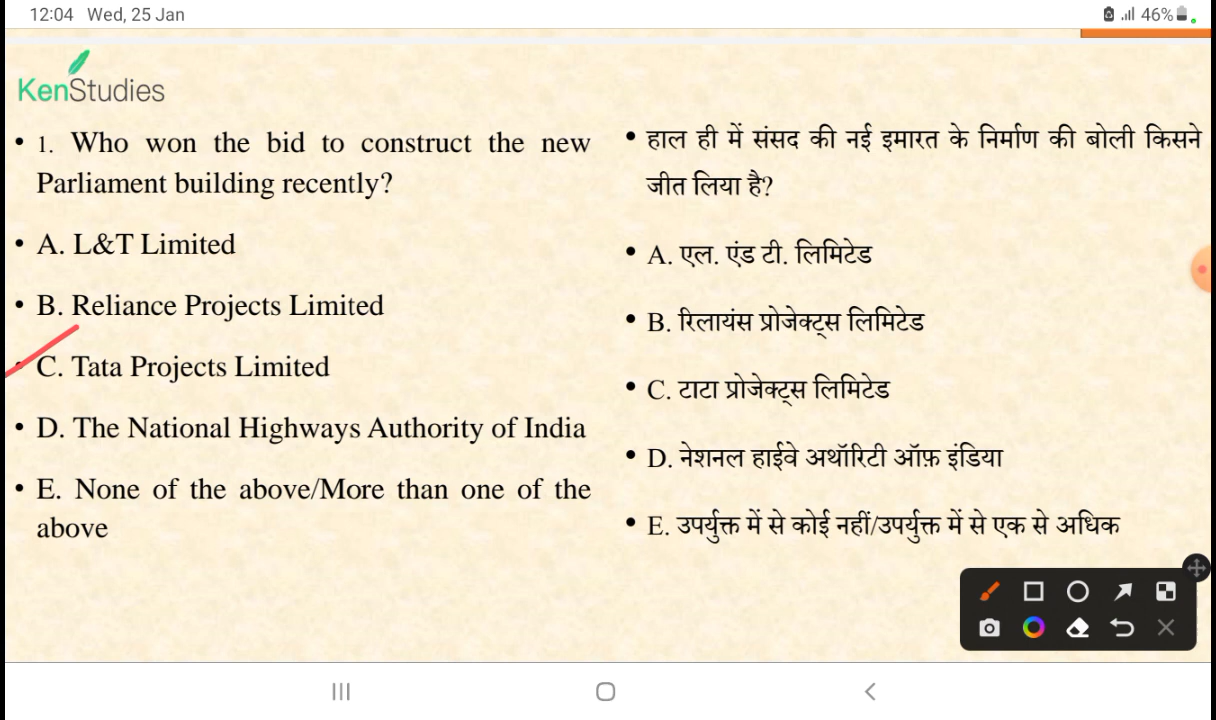 12:04 Wed, 25 Jan
46%
KenStudies
• 1. Who won the bid to construct the new
Parliament building recently?
• A. L&T Limited
• B. Reliance Projects Limited
• C. Tata Projects Limited
• D. The National Highways Authority of India
• E. None of the above/More than one of the
above
• हाल ही में संसद की नई इमारत के निर्माण की बोली किसने
जीत लिया है?
• A. एल. एंड टी. लिमिटेड
• B. रिलायंस प्रोजेक्ट्स लिमिटेड
• C. टाटा प्रोजेक्ट्स लिमिटेड
• D. नेशनल हाईवे अथॉरिटी ऑफ़ इंडिया
• E. उपर्युक्त में से कोई नहीं/उपर्युक्त में से एक से अधिक